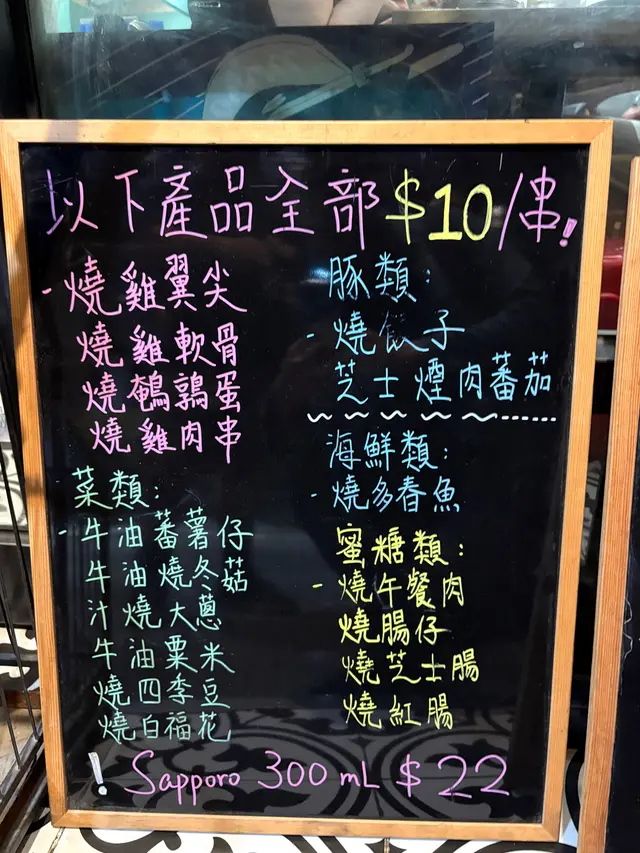 以下產品全部$10/串!
- 燒雞翼尖
燒雞軟骨
燒鵪鶉蛋
燒雞肉串
菜類:
- 牛油蕃薯仔
牛油燒冬菇
汁燒大蔥
牛油粟米
燒四季豆
燒白福花
豚類:
- 燒餃子
芝士煙肉蕃茄
海鮮類:
- 燒多春魚
蜜糖類:
- 燒午餐肉
燒腸仔
燒芝士腸
燒紅腸
! Sapporo 300mL $22